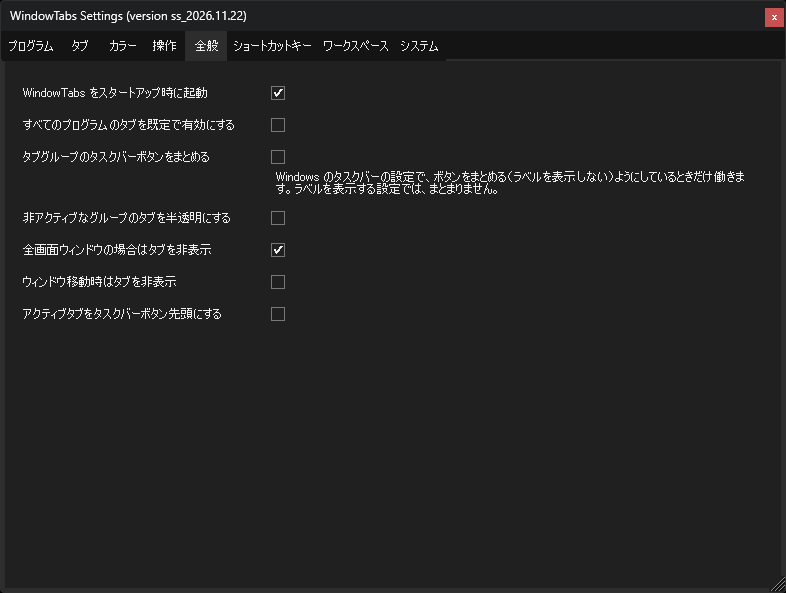 WindowTabs Settings (version ss_2026.11.22)
x
プログラム タブ カラー 操作 全般 ショートカットキー ワークスペース システム
WindowTabs をスタートアップ時に起動
すべてのプログラムのタブを既定で有効にする
タブグループのタスクバーボタンをまとめる
Windows のタスクバーの設定で、ボタンをまとめる(ラベルを表示しない)ようにしているときだけ働きま
す。ラベルを表示する設定では、まとまりません。
非アクティブなグループのタブを半透明にする
全画面ウィンドウの場合はタブを非表示
ウィンドウ移動時はタブを非表示
アクティブタブをタスクバーボタン先頭にする